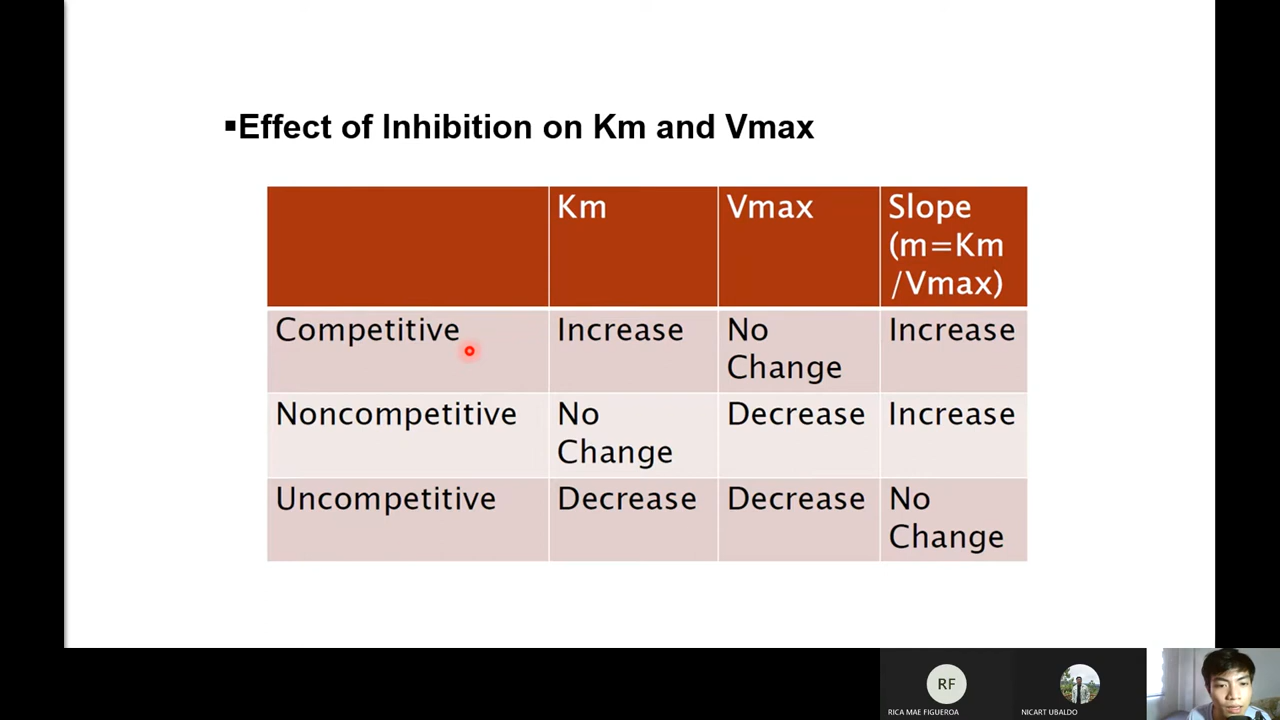 ▪Effect of Inhibition on Km and Vmax
Km
Vmax
Slope
(m=Km
/Vmax)
Competitive
Increase
No
Change
Increase
Noncompetitive
No
Change
Decrease
Increase
Uncompetitive
Decrease
Decrease
No
Change
RF
RICA MAE FIGUEROA
NICART UBALDO